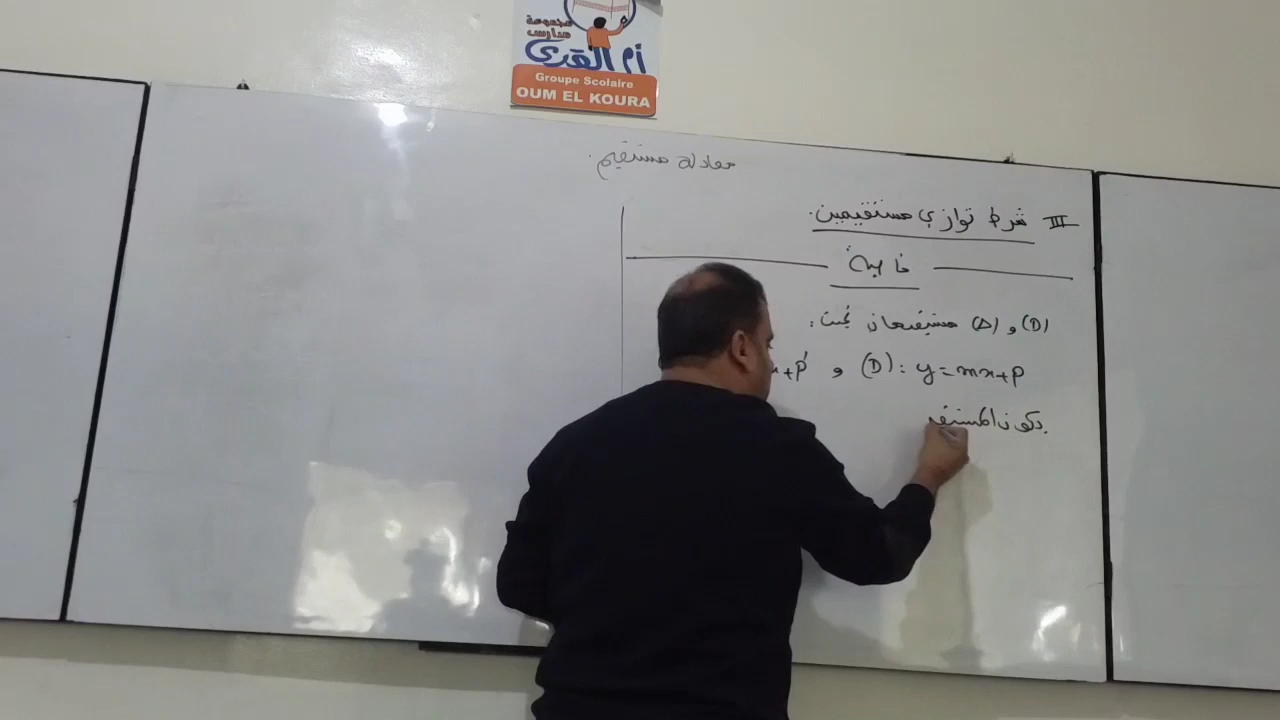 مجموعة
مدارس
أم القرى
Groupe Scolaire
OUM EL KOURA
معادلة مستقيم.
III شرط توازي مستقيمين.
خاصية
(D) و (Δ) مستقيمان بحيث:
(D): y=mx+p و x+p'
يكون المستقيـ